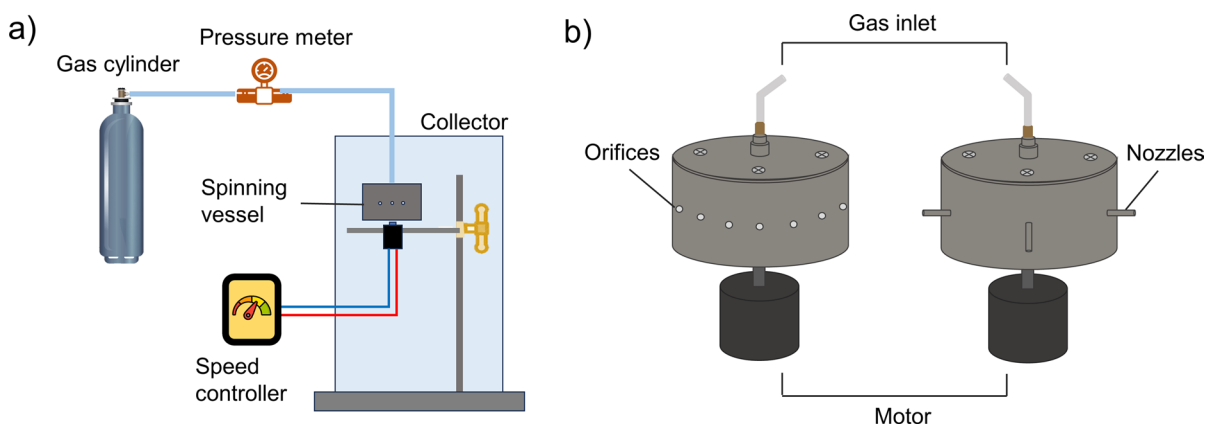 a)
Pressure meter
Gas cylinder
Collector
Spinning
vessel
Speed
controller
b)
Gas inlet
Orifices
Nozzles
Motor